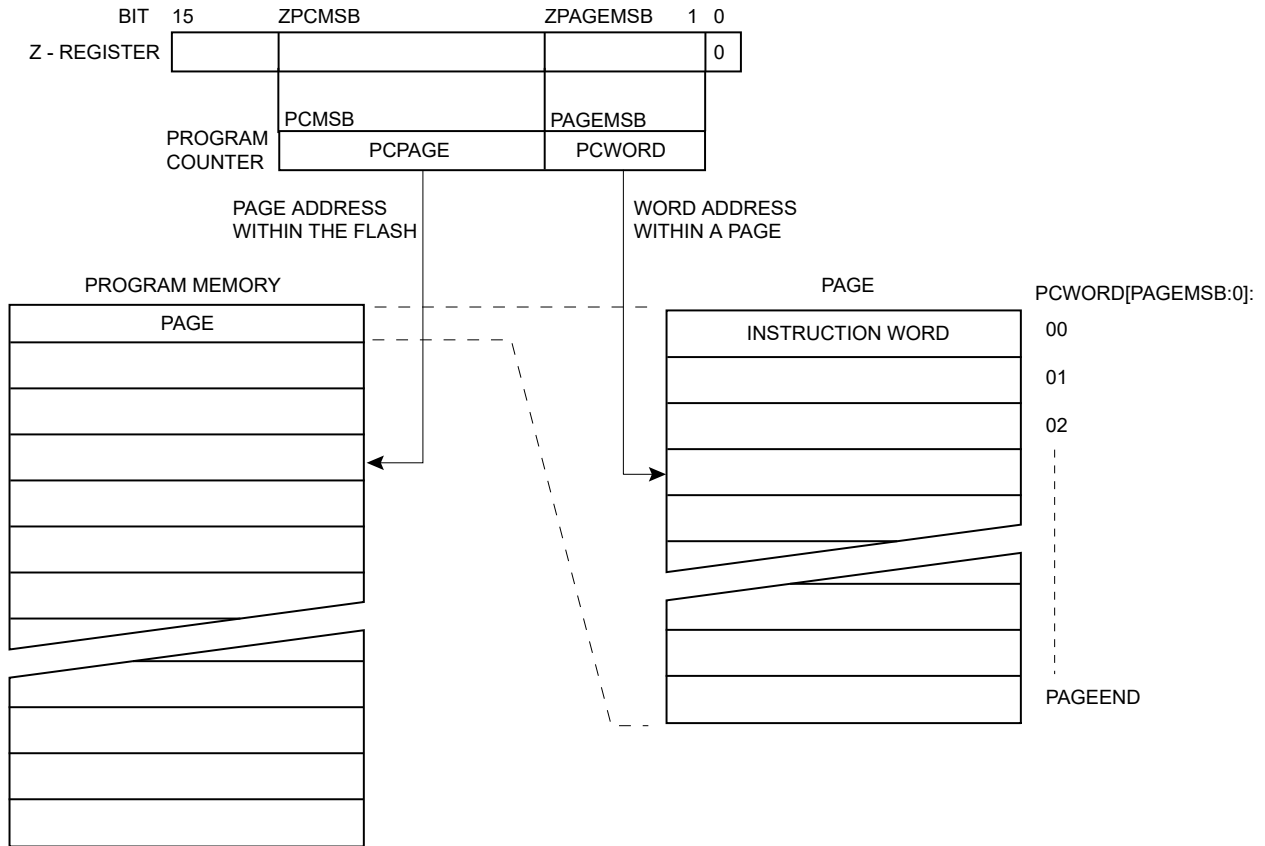 BIT 15 ZPCMSB ZPAGEMSB 1 0
Z - REGISTER 0
PCMSB PAGEMSB
PROGRAM
COUNTER
PCPAGE PCWORD
PAGE ADDRESS
WITHIN THE FLASH
WORD ADDRESS
WITHIN A PAGE
PROGRAM MEMORY
PAGE
PAGE
PCWORD[PAGEMSB:0]:
INSTRUCTION WORD
00
01
02
PAGEEND